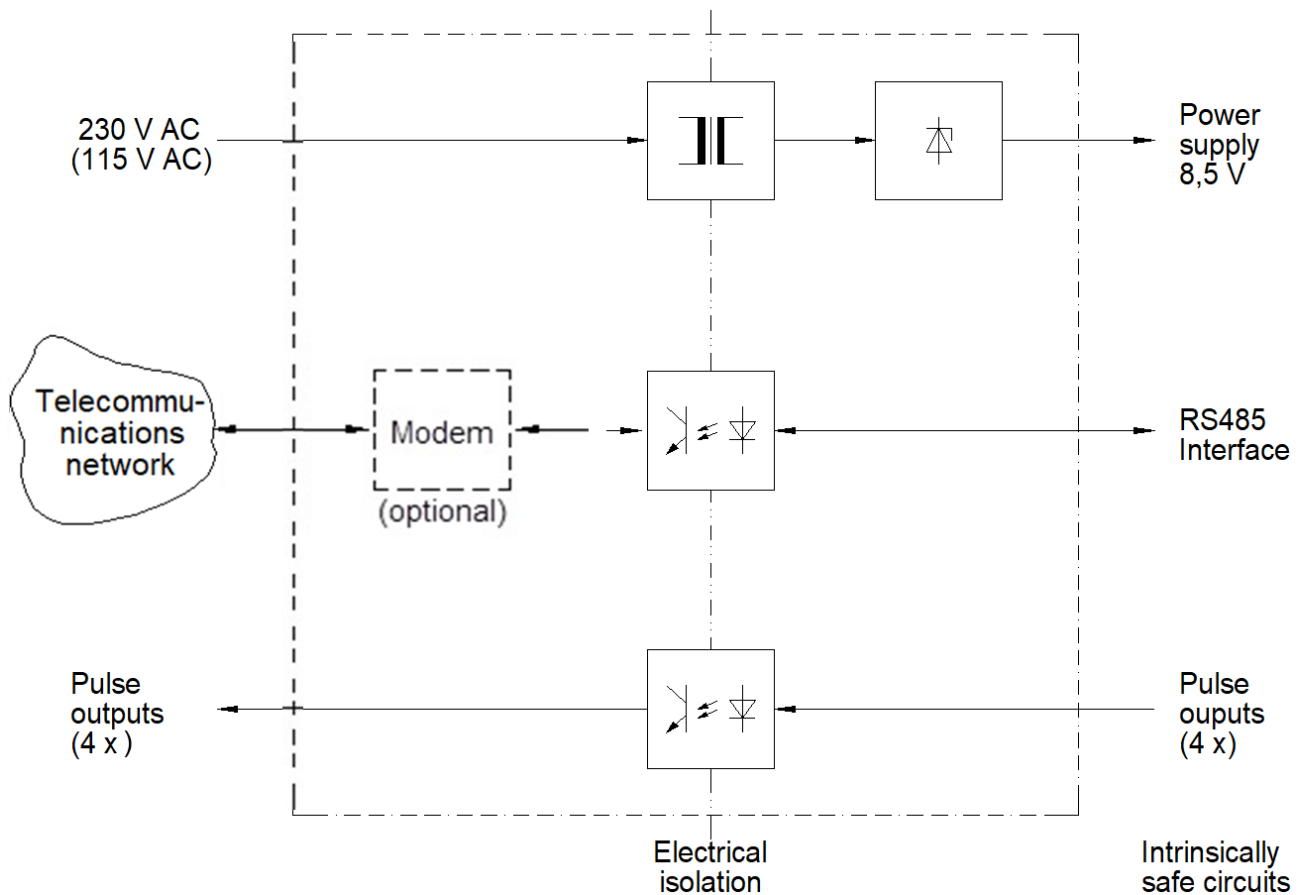 230 V AC
(115 V AC)
Power
supply
8,5 V
Telecommu-
nications
network
Modem
(optional)
RS485
Interface
Pulse
outputs
(4 x )
Pulse
ouputs
(4 x)
Electrical
isolation
Intrinsically
safe circuits